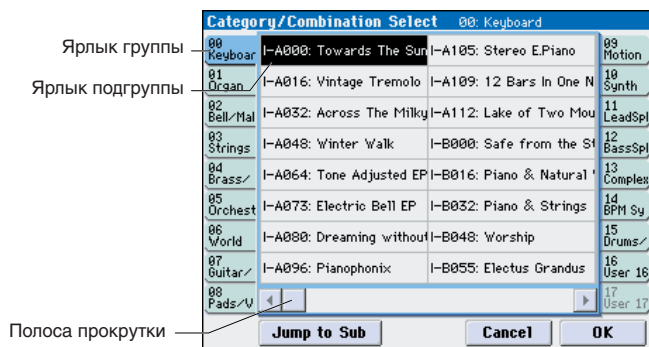 Category/Combination Select 00: Keyboard
Ярлык группы
Ярлык подгруппы
Полоса прокрутки
00 Keyboar
01 Organ
02 Bell/Mal
03 Strings
04 Brass/
05 Orchest
06 World
07 Guitar/
08 Pads/V
I-A000: Towards The Sun
I-A016: Vintage Tremolo
I-A032: Across The Milky
I-A048: Winter Walk
I-A064: Tone Adjusted EP
I-A073: Electric Bell EP
I-A080: Dreaming without
I-A096: Pianophonix
I-A105: Stereo E.Piano
I-A109: 12 Bars In One N
I-A112: Lake of Two Mou
I-B000: Safe from the St
I-B016: Piano & Natural
I-B032: Piano & Strings
I-B048: Worship
I-B055: Electus Grandus
09 Motion
10 Synth
11 LeadSpl
12 BassSpl
13 Complex
14 BPM Sy
15 Drums/
16 User 16
17 User 17
Jump to Sub
Cancel
OK